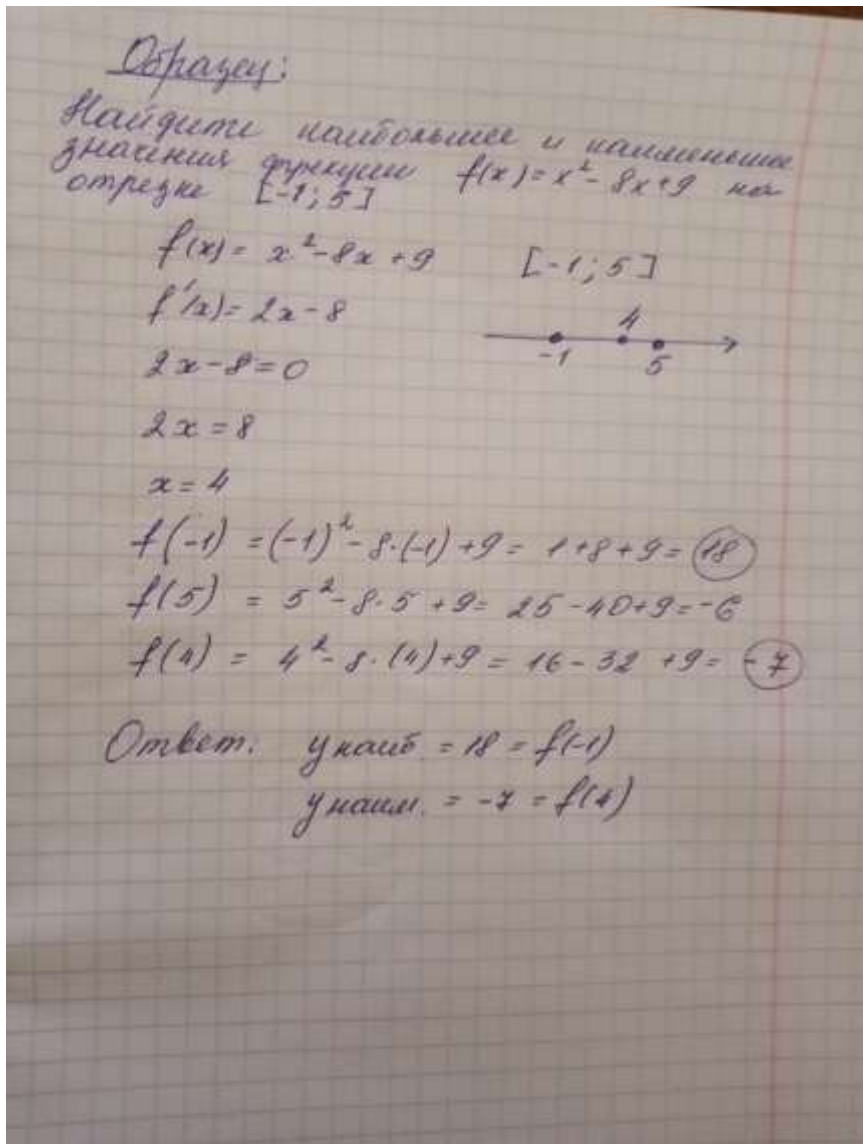 Образец:
Найдите наибольшее и наименьшее
значения функции f(x) = x² - 8x + 9 на
отрезке [-1; 5]
f(x) = x² - 8x + 9 [-1; 5]
f'(x) = 2x - 8
4
-1 5
2x - 8 = 0
2x = 8
x = 4
f(-1) = (-1)² - 8·(-1) + 9 = 1 + 8 + 9 = 18
f(5) = 5² - 8·5 + 9 = 25 - 40 + 9 = -6
f(4) = 4² - 8·(4) + 9 = 16 - 32 + 9 = -7
Ответ: y наиб. = 18 = f(-1)
y наим. = -7 = f(4)